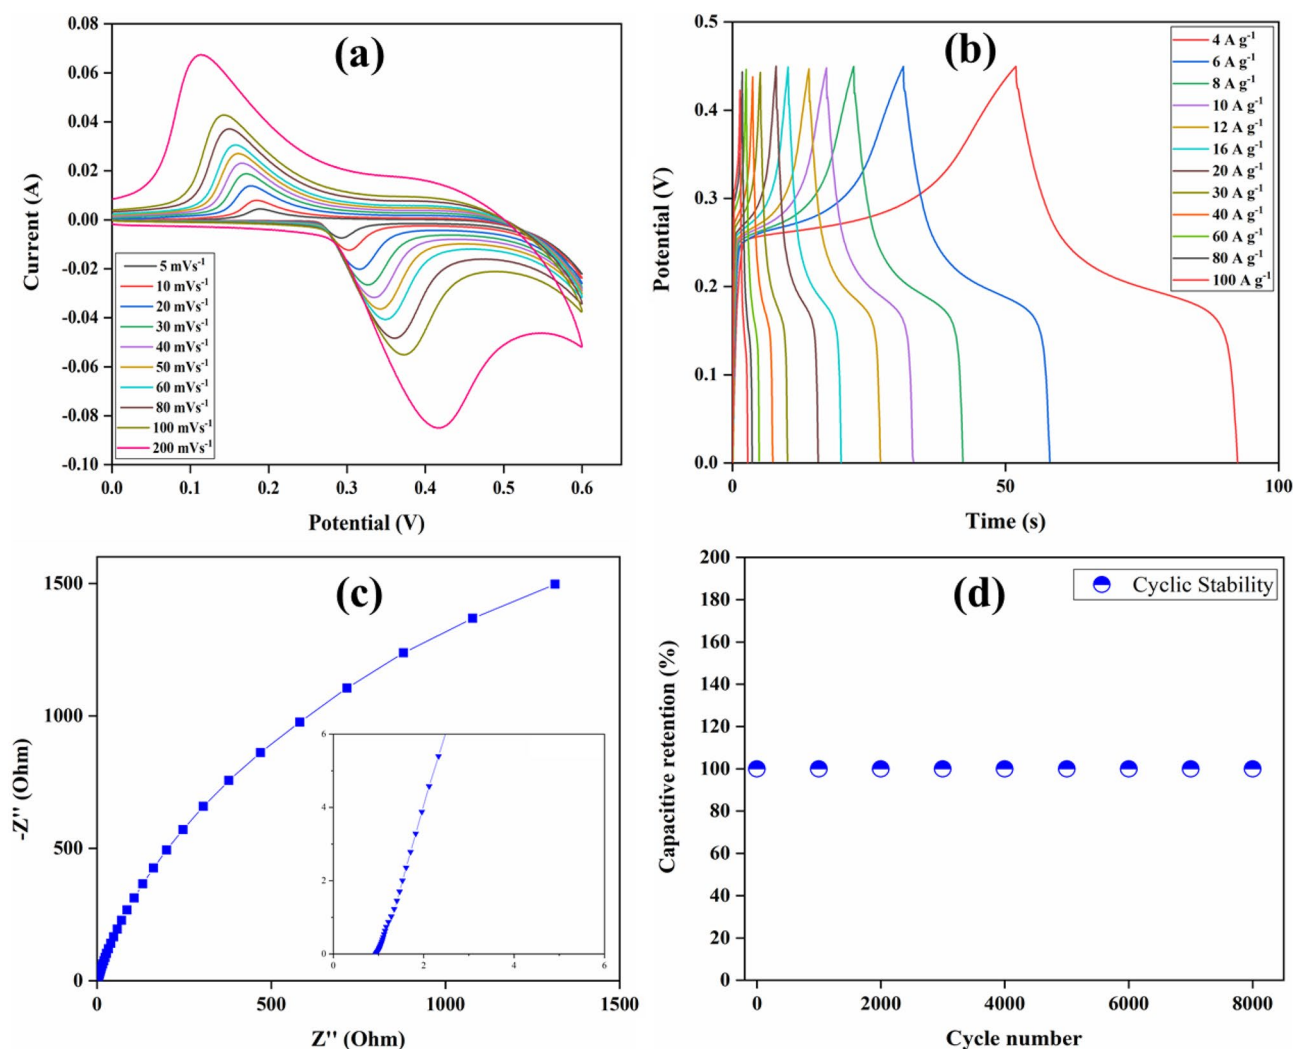 (a)
0.08
0.06
0.04
0.02
0.00
-0.02
-0.04
-0.06
-0.08
-0.10
Current (A)
5 mVs-1
10 mVs-1
20 mVs-1
30 mVs-1
40 mVs-1
50 mVs-1
60 mVs-1
80 mVs-1
100 mVs-1
200 mVs-1
0.0 0.1 0.2 0.3 0.4 0.5 0.6
Potential (V)
(b)
0.5
0.4
0.3
0.2
0.1
0.0
Potential (V)
4 A g-1
6 A g-1
8 A g-1
10 A g-1
12 A g-1
16 A g-1
20 A g-1
30 A g-1
40 A g-1
60 A g-1
80 A g-1
100 A g-1
0 50 100
Time (s)
(c)
1500
1000
500
0
-Z'' (Ohm)
6
4
2
0
0 2 4 6
0 500 1000 1500
Z'' (Ohm)
(d)
Cyclic Stability
200
180
160
140
120
100
80
60
40
20
0
Capacitive retention (%)
0 2000 4000 6000 8000
Cycle number